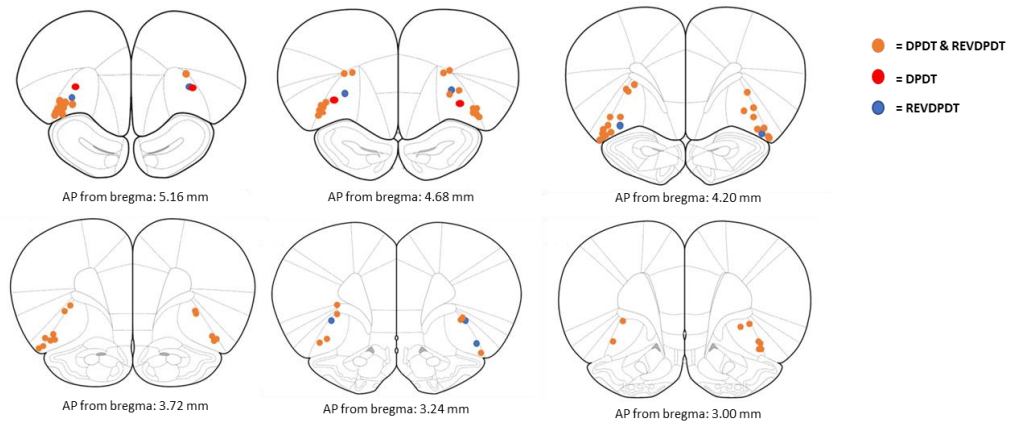 = DPDT & REVDPDT
= DPDT
= REVDPDT
AP from bregma: 5.16 mm
AP from bregma: 4.68 mm
AP from bregma: 4.20 mm
AP from bregma: 3.72 mm
AP from bregma: 3.24 mm
AP from bregma: 3.00 mm